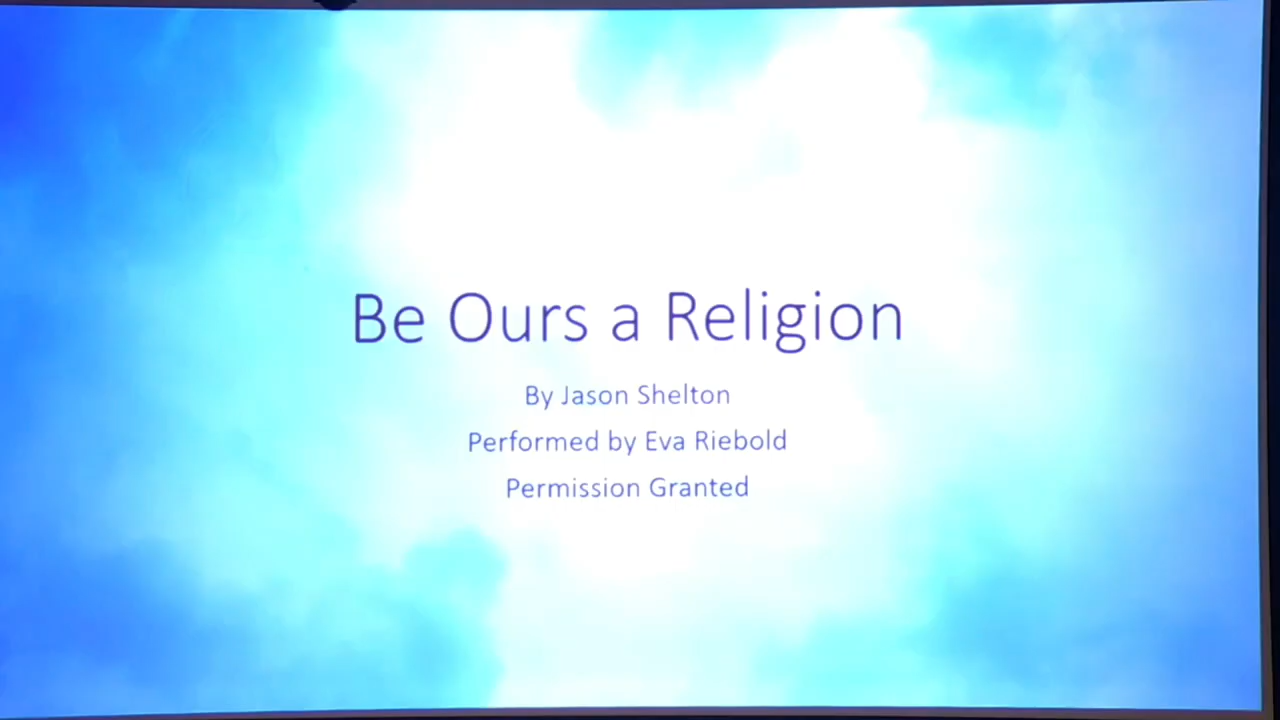 Be Ours a Religion
By Jason Shelton
Performed by Eva Riebold
Permission Granted